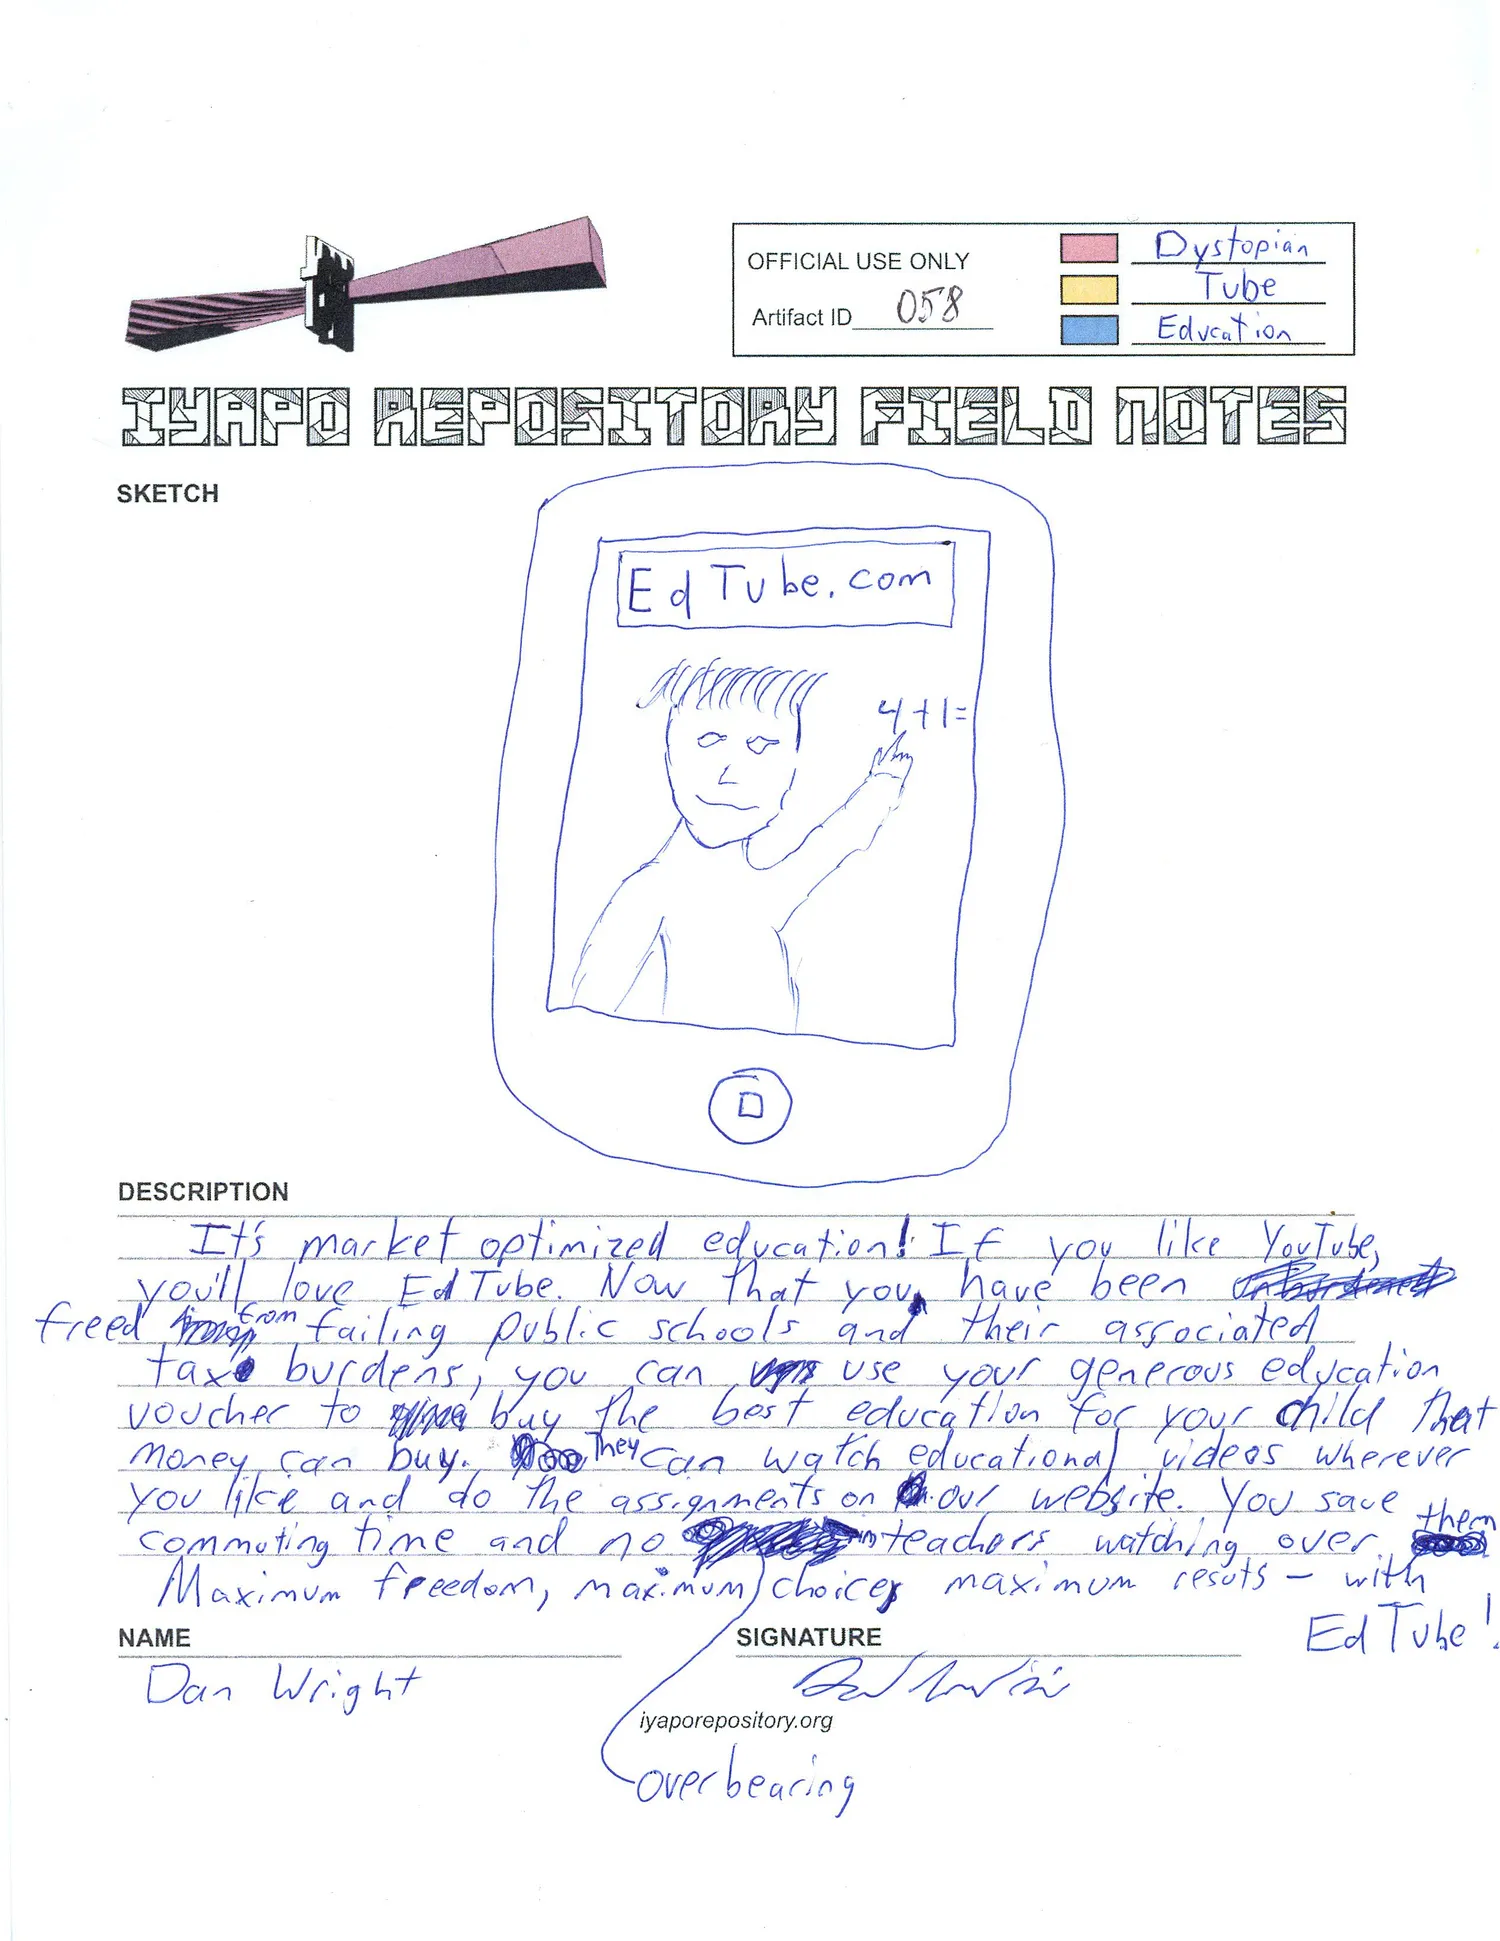 OFFICIAL USE ONLY
Artifact ID 058
Dystopian
Tube
Education
IYAPO REPOSITORY FIELD NOTES
SKETCH
EdTube.com
4+1=
DESCRIPTION
It's market optimized education! If you like YouTube,
you'll love EdTube. Now that you have been
freed from failing public schools and their associated
tax burdens, you can use your generous education
voucher to buy the best education for your child that
money can buy. They can watch educational videos wherever
you like and do the assignments on our website. You save
commuting time and no teachers watching over them
Maximum freedom, maximum choice, maximum resuts – with
EdTube!
NAME
SIGNATURE
Dan Wright
iyaporepository.org
overbearing